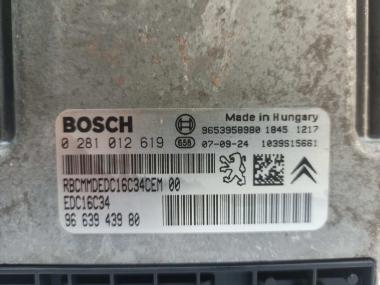 Made in Hungary
BOSCH 9653958980 1845 1217
0 281 012 619 658 07-09-24 1039S15661
RBCMMDEDC16C34CEM 00
EDC16C34
96 639 439 80